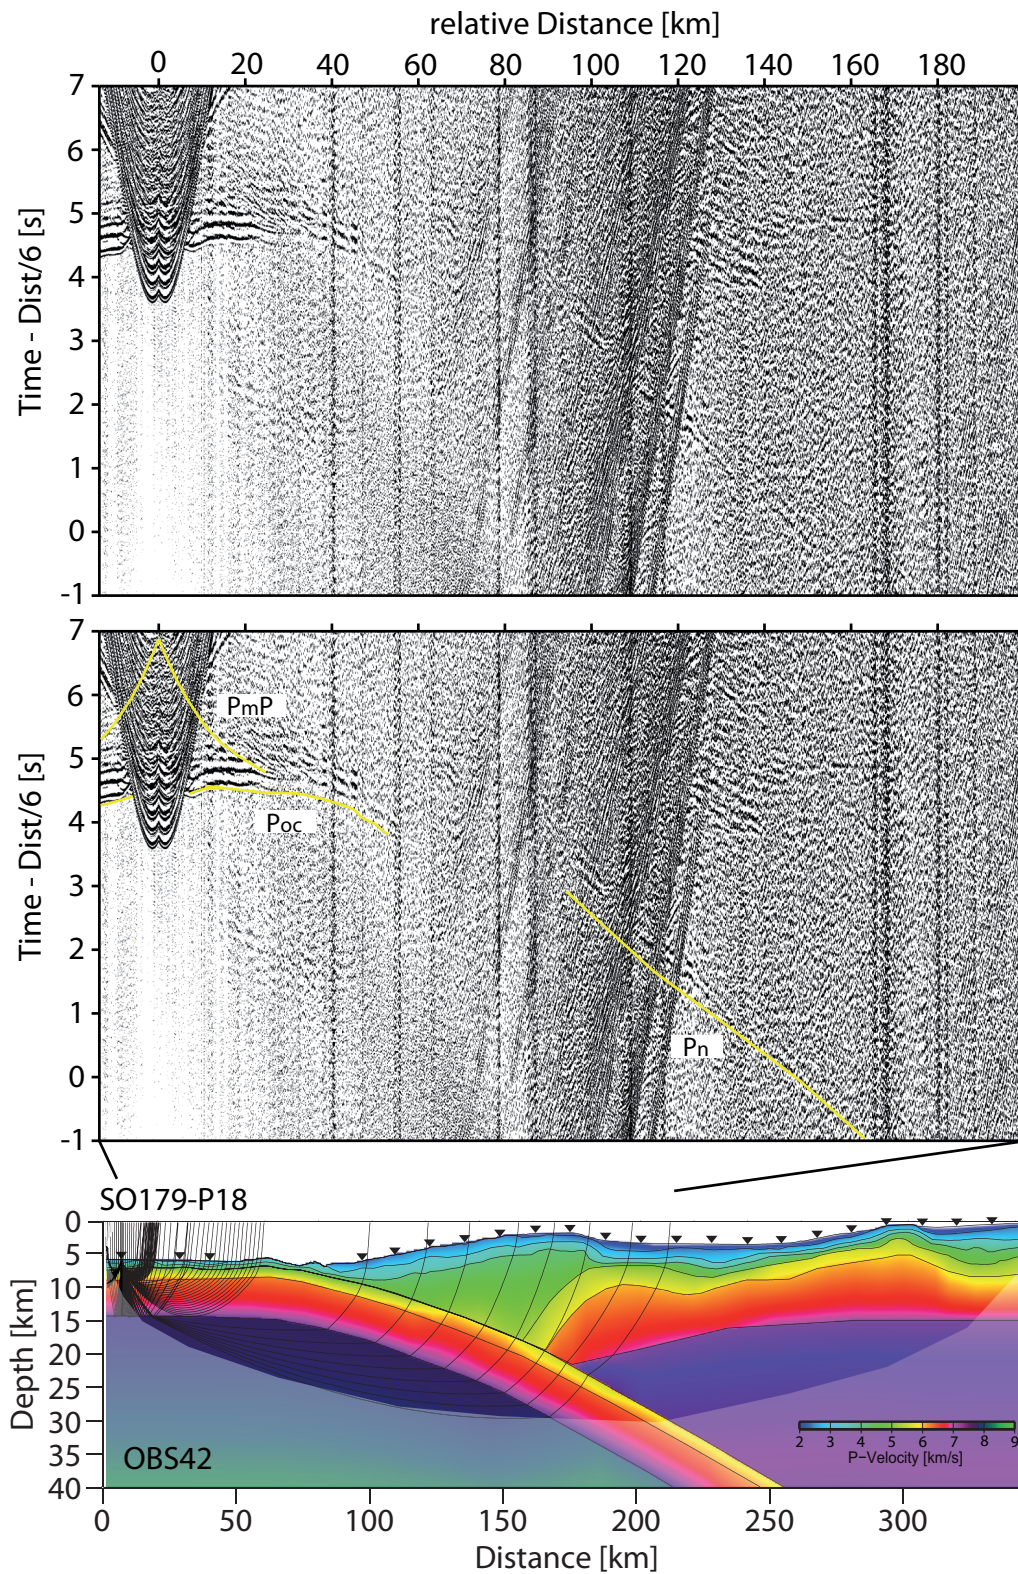 relative Distance [km]
0 20 40 60 80 100 120 140 160 180
7
6
5
4
3
2
1
0
-1
Time - Dist/6 [s]
7
6
5
4
3
2
1
0
-1
Time - Dist/6 [s]
PmP
Poc
Pn
SO179-P18
0
5
10
15
20
25
30
35
40
Depth [km]
OBS42
2 3 4 5 6 7 8 9
P-Velocity [km/s]
0 50 100 150 200 250 300
Distance [km]